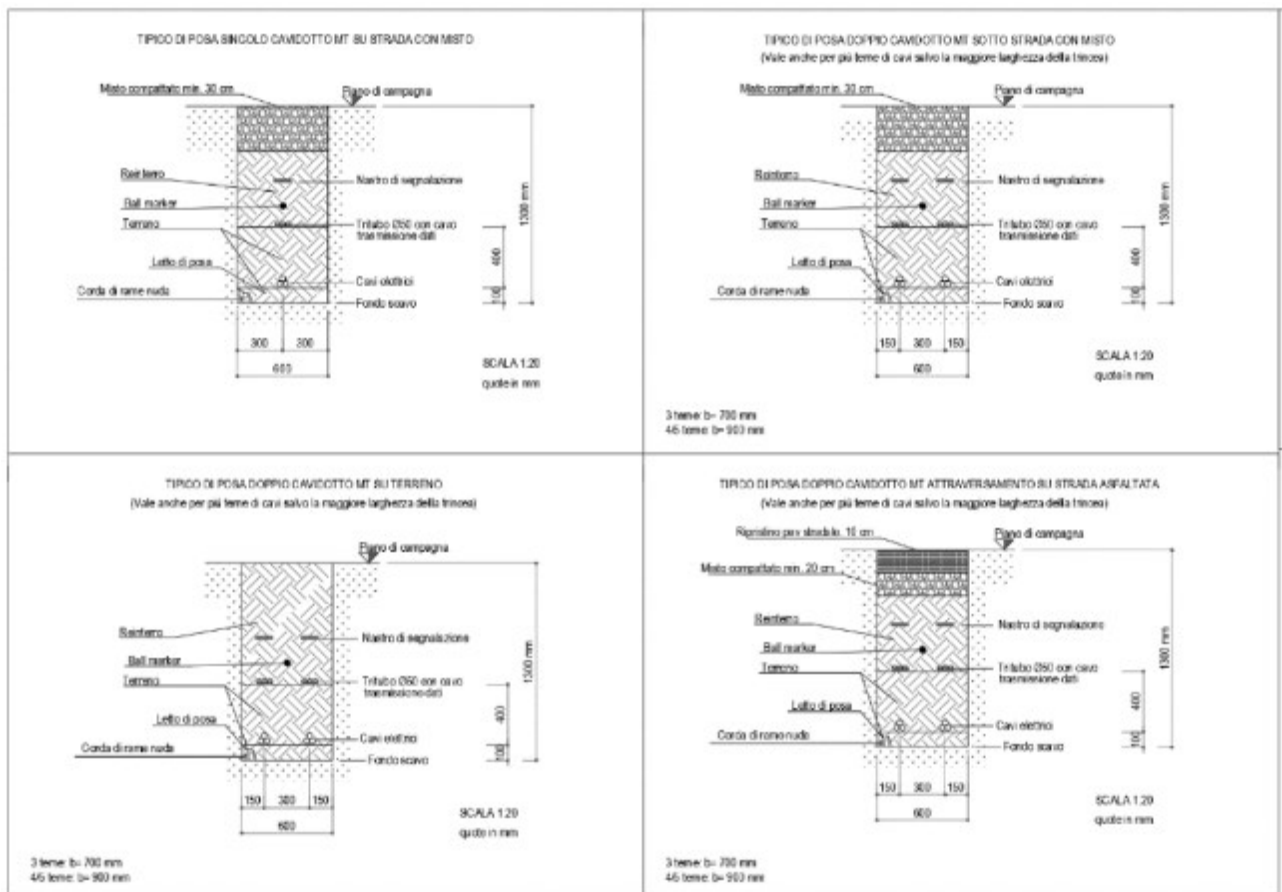 TIPICO DI POSA SINGOLO CAVIDOTTO MT SU STRADA CON MISTO
Misto compattato min. 30 cm
Piano di campagna
Reinterro
Nastro di segnalazione
Ball marker
Terreno
Tritubo Ø50 con cavo
trasmissione dati
Letto di posa
Cavi elettrici
Corda di rame nuda
Fondo scavo
1300 mm
400
100
300 300
600
SCALA 1:20
quote in mm
TIPICO DI POSA DOPPIO CAVIDOTTO MT SOTTO STRADA CON MISTO
(Vale anche per più terne di cavi salvo la maggiore larghezza della trincea)
Misto compattato min. 30 cm
Piano di campagna
Reinterro
Nastro di segnalazione
Ball marker
Terreno
Tritubo Ø50 con cavo
trasmissione dati
Letto di posa
Cavi elettrici
Corda di rame nuda
Fondo scavo
1300 mm
400
100
150 300 150
600
SCALA 1:20
quote in mm
3 terne: b= 700 mm
4/5 terne: b= 900 mm
TIPICO DI POSA DOPPIO CAVIDOTTO MT SU TERRENO
(Vale anche per più terne di cavi salvo la maggiore larghezza della trincea)
Piano di campagna
Reinterro
Nastro di segnalazione
Ball marker
Terreno
Tritubo Ø50 con cavo
trasmissione dati
Letto di posa
Cavi elettrici
Corda di rame nuda
Fondo scavo
1300 mm
400
100
150 300 150
600
SCALA 1:20
quote in mm
3 terne: b= 700 mm
4/5 terne: b= 900 mm
TIPICO DI POSA DOPPIO CAVIDOTTO MT ATTRAVERSAMENTO SU STRADA ASFALTATA
(Vale anche per più terne di cavi salvo la maggiore larghezza della trincea)
Ripristino pav stradale. 10 cm
Piano di campagna
Misto compattato min. 20 cm
Reinterro
Nastro di segnalazione
Ball marker
Terreno
Tritubo Ø50 con cavo
trasmissione dati
Letto di posa
Cavi elettrici
Corda di rame nuda
Fondo scavo
1300 mm
400
100
150 300 150
600
SCALA 1:20
quote in mm
3 terne: b= 700 mm
4/5 terne: b= 900 mm